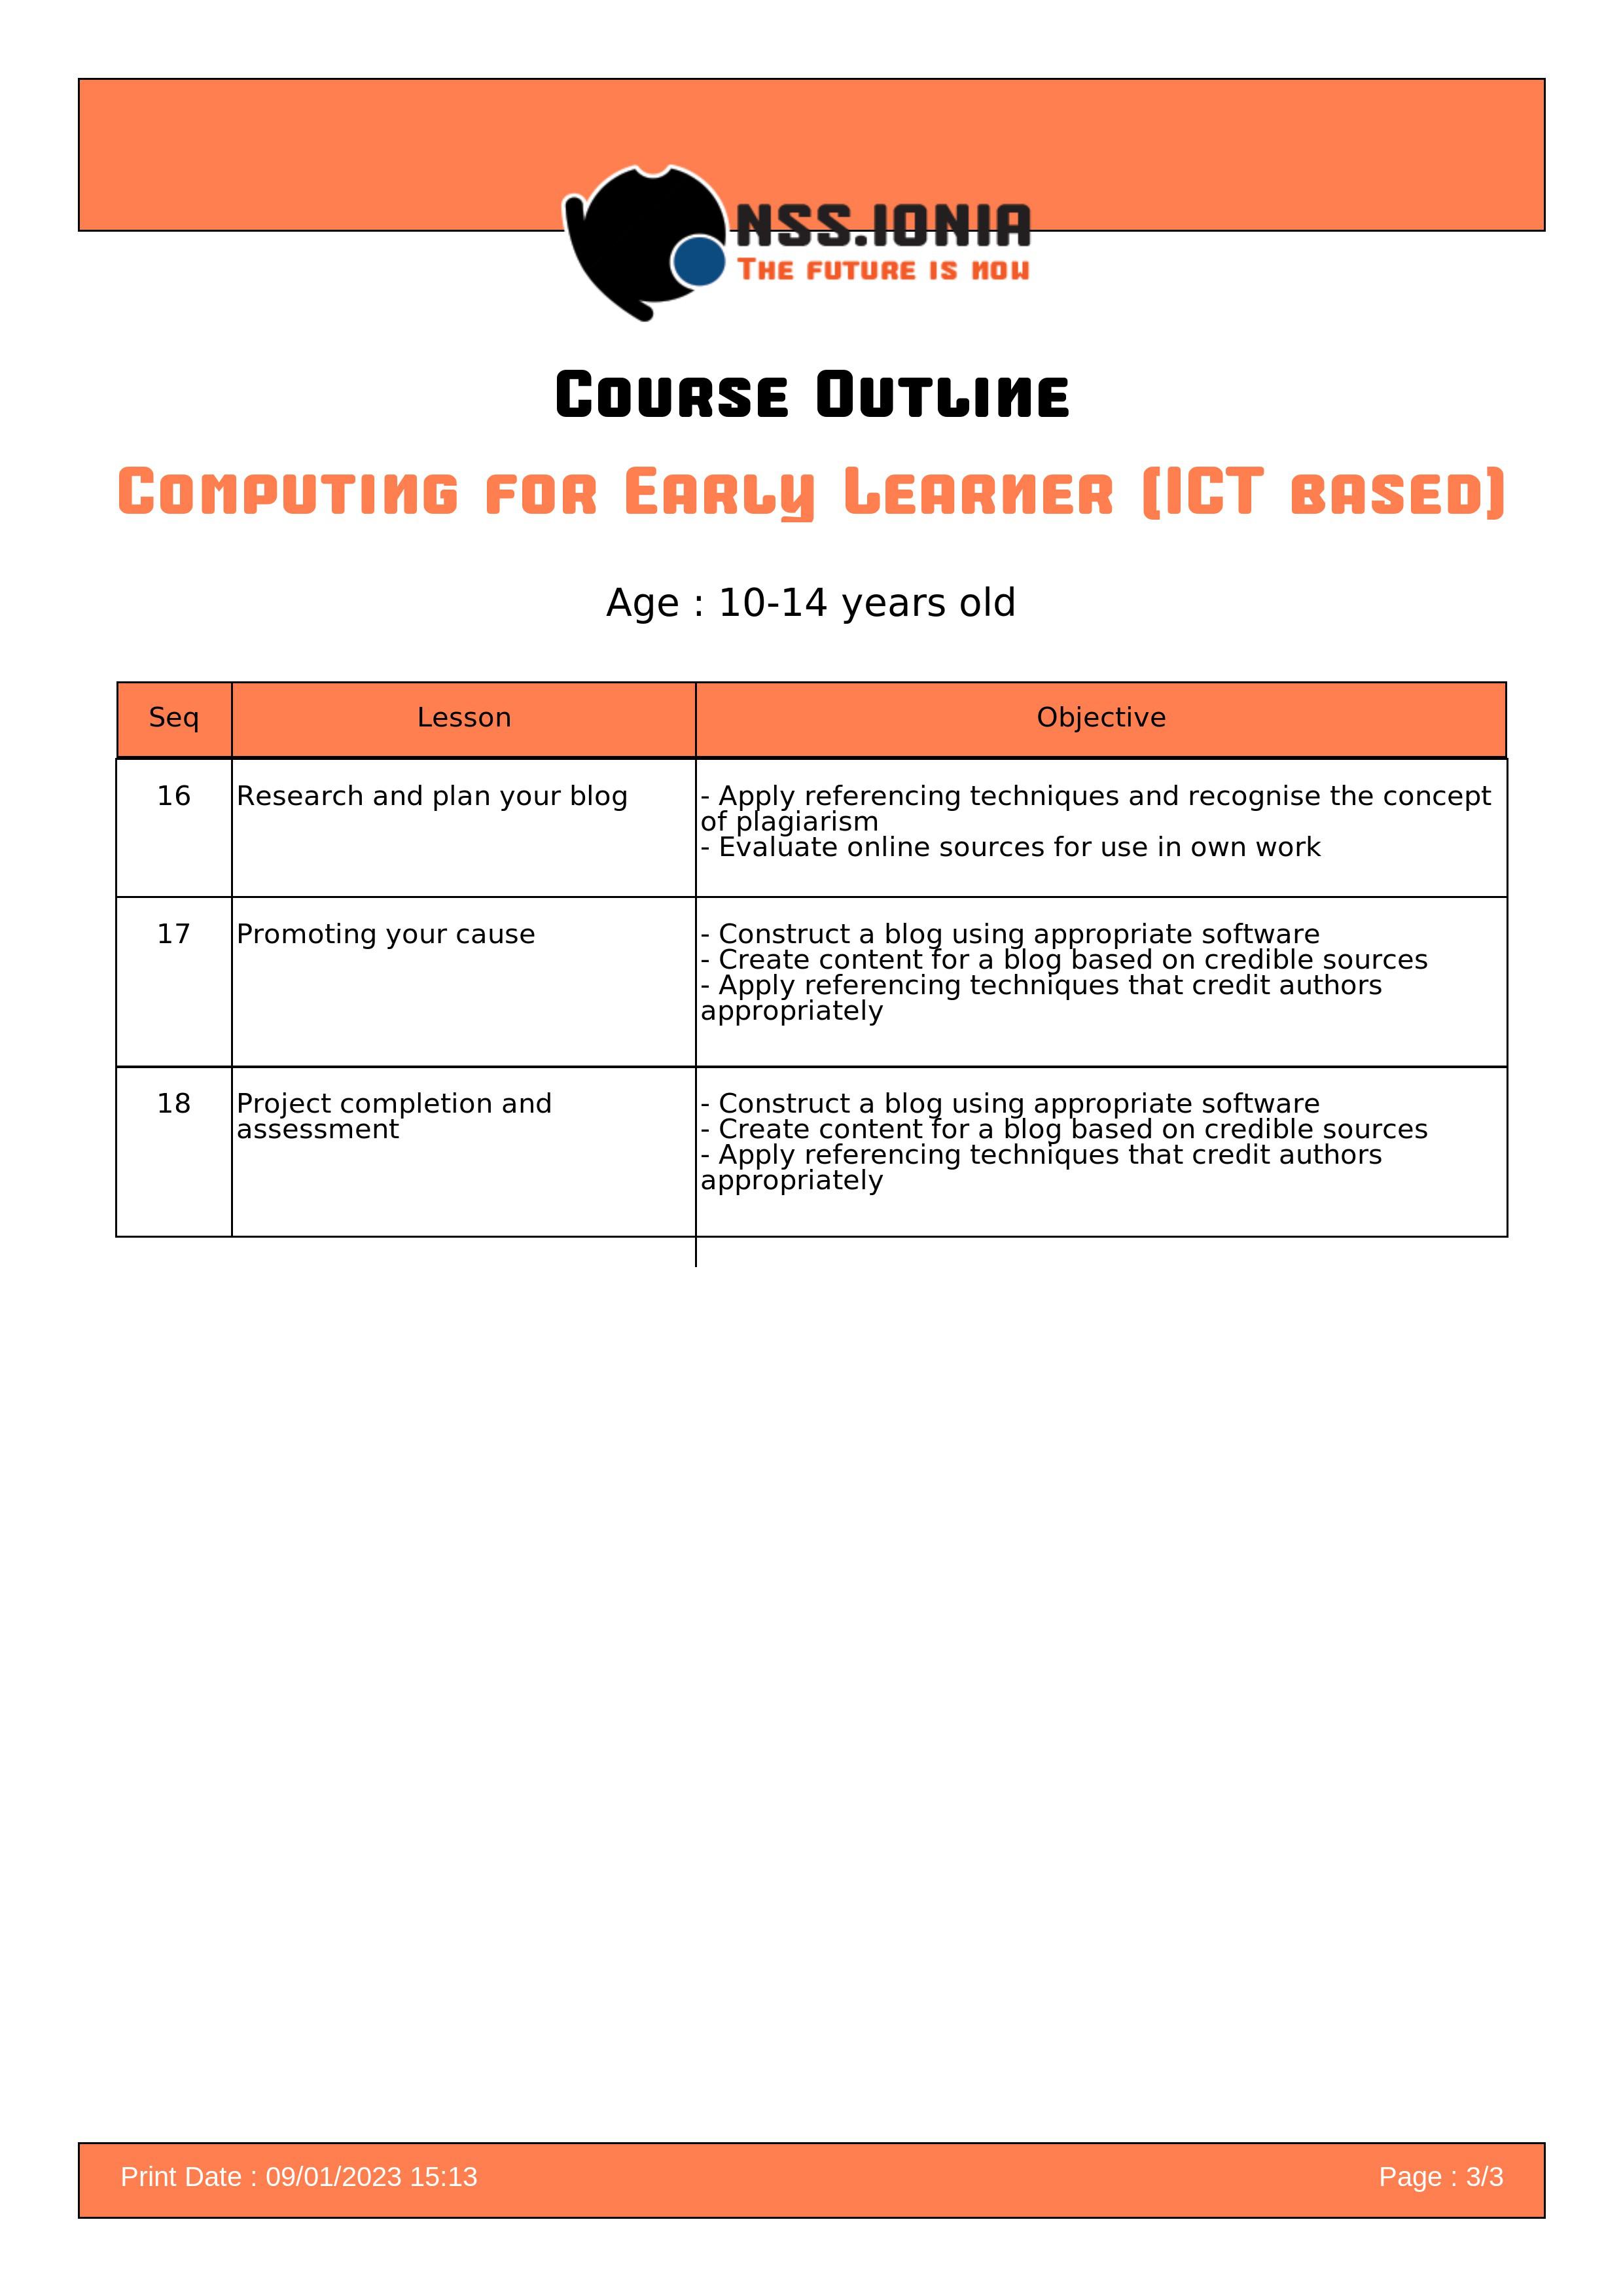 NSS.IONIA
The future is now
Course Outline
Computing for Early Learner (ICT based)
Age : 10-14 years old
Seq Lesson Objective
16 Research and plan your blog - Apply referencing techniques and recognise the concept
of plagiarism
- Evaluate online sources for use in own work
17 Promoting your cause - Construct a blog using appropriate software
- Create content for a blog based on credible sources
- Apply referencing techniques that credit authors
appropriately
18 Project completion and - Construct a blog using appropriate software
assessment - Create content for a blog based on credible sources
- Apply referencing techniques that credit authors
appropriately
Print Date : 09/01/2023 15:13 Page : 3/3